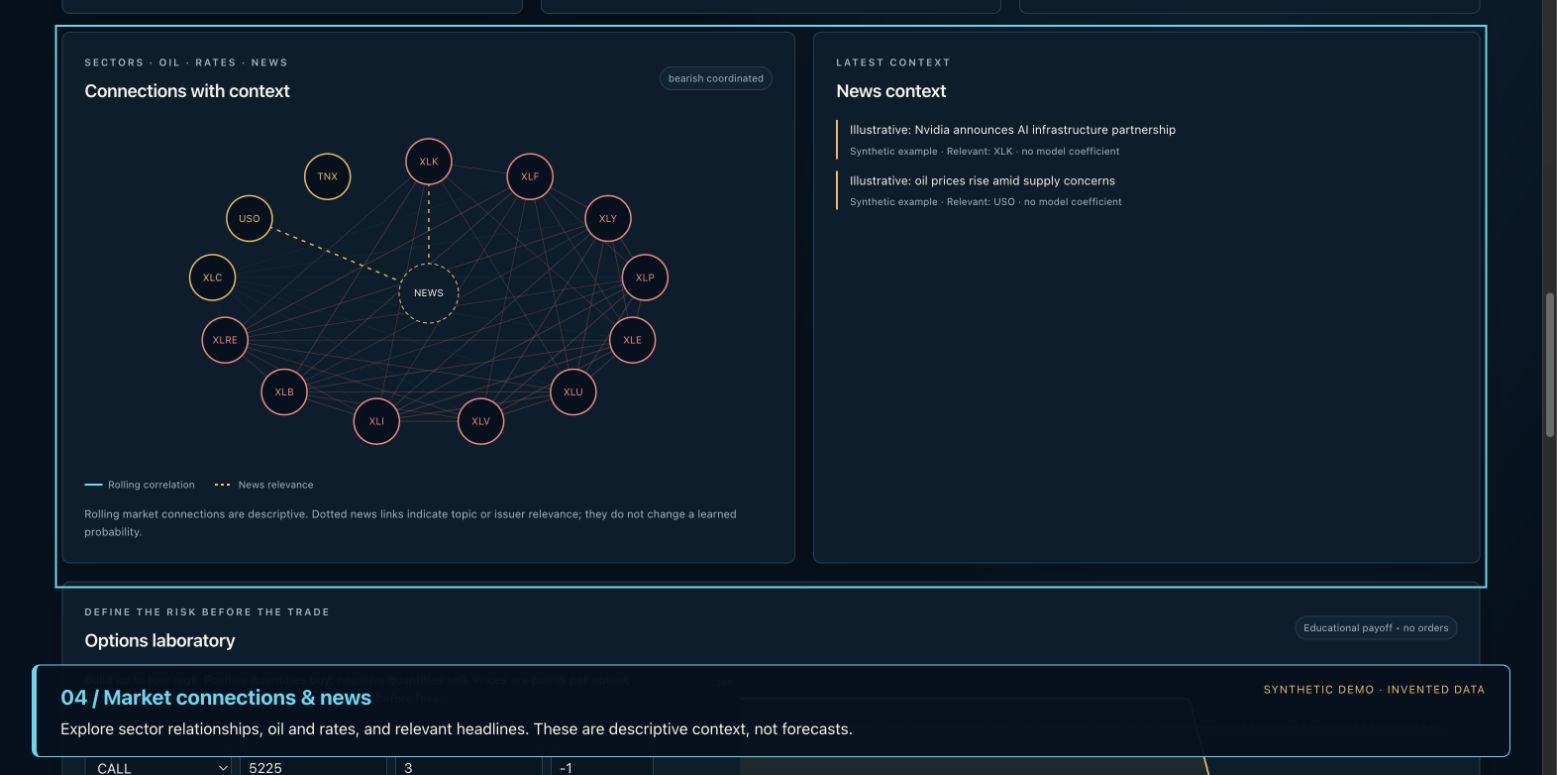 SECTORS · OIL · RATES · NEWS
Connections with context
bearish coordinated
XLK
TNX
XLF
USO
XLY
XLC
XLP
NEWS
XLRE
XLE
XLB
XLU
XLI
XLV
Rolling correlation
News relevance
Rolling market connections are descriptive. Dotted news links indicate topic or issuer relevance; they do not change a learned
probability.
LATEST CONTEXT
News context
Illustrative: Nvidia announces AI infrastructure partnership
Synthetic example · Relevant: XLK · no model coefficient
Illustrative: oil prices rise amid supply concerns
Synthetic example · Relevant: USO · no model coefficient
DEFINE THE RISK BEFORE THE TRADE
Options laboratory
Educational payoff • no orders
04 / Market connections & news
SYNTHETIC DEMO · INVENTED DATA
Explore sector relationships, oil and rates, and relevant headlines. These are descriptive context, not forecasts.
CALL
5225
3
-1